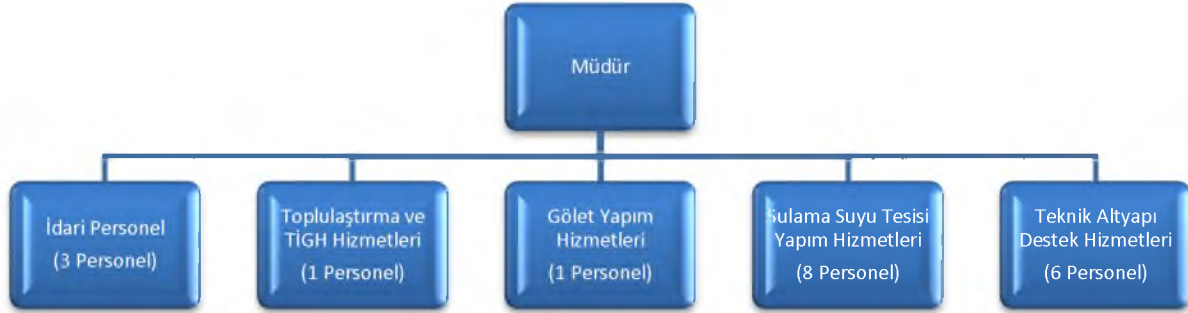 Müdür
İdari Personel
(3 Personel)
Toplulaştırma ve
TİGH Hizmetleri
(1 Personel)
Gölet Yapım
Hizmetleri
(1 Personel)
Sulama Suyu Tesisi
Yapım Hizmetleri
(8 Personel)
Teknik Altyapı
Destek Hizmetleri
(6 Personel)